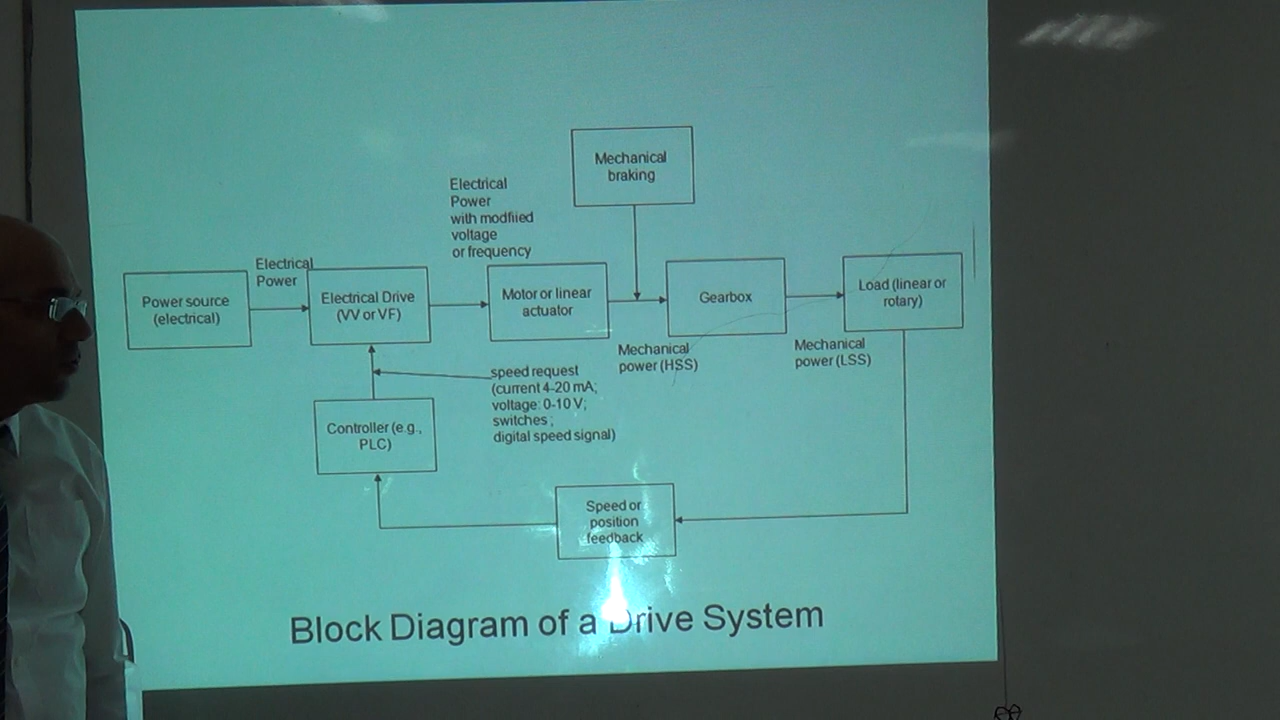 Mechanical
braking
Electrical
Power
with modfiied
voltage
or frequency
Electrical
Power
Power source
(electrical)
Electrical Drive
(VV or VF)
Motor or linear
actuator
Gearbox
Load (linear or
rotary)
Mechanical
power (HSS)
Mechanical
power (LSS)
speed request
(current 4-20 mA;
voltage: 0-10 V;
switches ;
digital speed signal)
Controller (e.g.,
PLC)
Speed or
position
feedback
Block Diagram of a Drive System